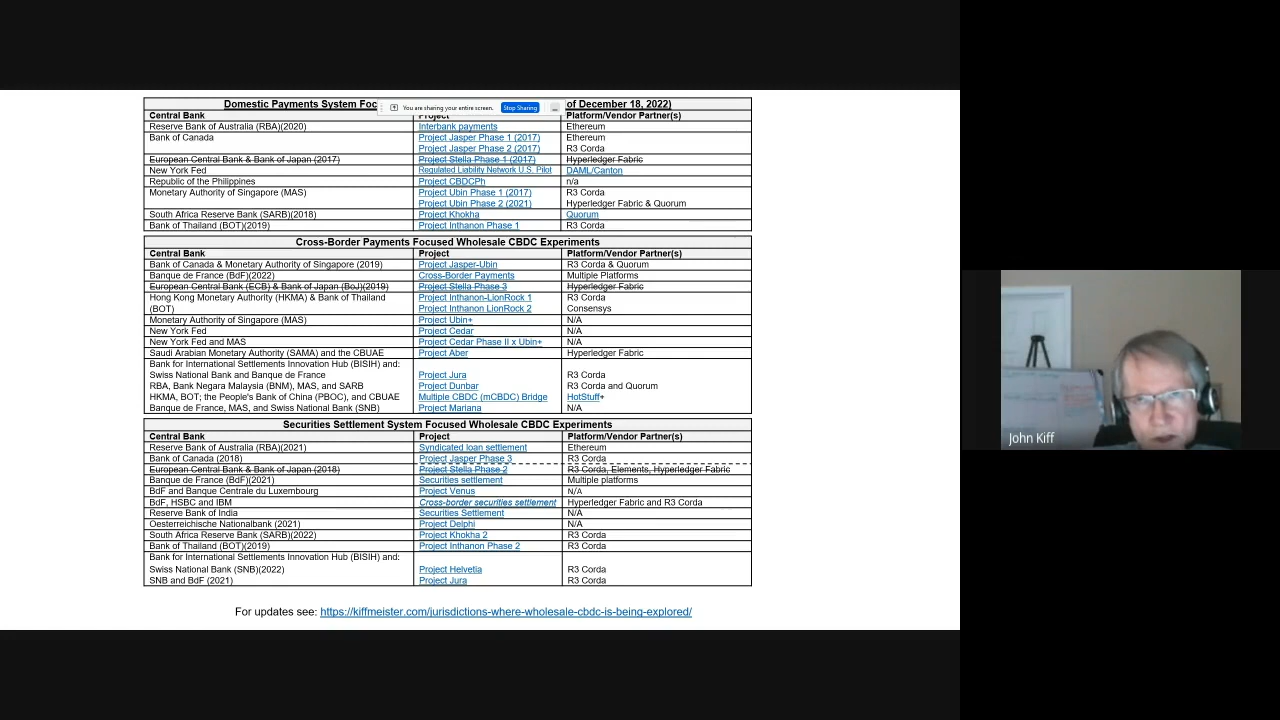 Domestic Payments System Foc of December 18, 2022)
You are sharing your entire screen. Stop Sharing
Central Bank Project Platform/Vendor Partner(s)
Reserve Bank of Australia (RBA)(2020) Interbank payments Ethereum
Bank of Canada Project Jasper Phase 1 (2017) Ethereum
Project Jasper Phase 2 (2017) R3 Corda
European Central Bank & Bank of Japan (2017) Project Stella Phase 1 (2017) Hyperledger Fabric
New York Fed Regulated Liability Network U.S. Pilot DAML/Canton
Republic of the Philippines Project CBDCPh n/a
Monetary Authority of Singapore (MAS) Project Ubin Phase 1 (2017) R3 Corda
Project Ubin Phase 2 (2021) Hyperledger Fabric & Quorum
South Africa Reserve Bank (SARB)(2018) Project Khokha Quorum
Bank of Thailand (BOT)(2019) Project Inthanon Phase 1 R3 Corda
Cross-Border Payments Focused Wholesale CBDC Experiments
Central Bank Project Platform/Vendor Partner(s)
Bank of Canada & Monetary Authority of Singapore (2019) Project Jasper-Ubin R3 Corda & Quorum
Banque de France (BdF)(2022) Cross-Border Payments Multiple Platforms
European Central Bank (ECB) & Bank of Japan (BoJ)(2019) Project Stella Phase 3 Hyperledger Fabric
Hong Kong Monetary Authority (HKMA) & Bank of Thailand Project Inthanon-LionRock 1 R3 Corda
(BOT) Project Inthanon LionRock 2 Consensys
Monetary Authority of Singapore (MAS) Project Ubin+ N/A
New York Fed Project Cedar N/A
New York Fed and MAS Project Cedar Phase II x Ubin+ N/A
Saudi Arabian Monetary Authority (SAMA) and the CBUAE Project Aber Hyperledger Fabric
Bank for International Settlements Innovation Hub (BISIH) and:
Swiss National Bank and Banque de France Project Jura R3 Corda
RBA, Bank Negara Malaysia (BNM), MAS, and SARB Project Dunbar R3 Corda and Quorum
HKMA, BOT; the People's Bank of China (PBOC), and CBUAE Multiple CBDC (mCBDC) Bridge HotStuff+
Banque de France, MAS, and Swiss National Bank (SNB) Project Mariana N/A
Securities Settlement System Focused Wholesale CBDC Experiments
Central Bank Project Platform/Vendor Partner(s)
Reserve Bank of Australia (RBA)(2021) Syndicated loan settlement Ethereum
Bank of Canada (2018) Project Jasper Phase 3 R3 Corda
European Central Bank & Bank of Japan (2018) Project Stella Phase 2 R3 Corda, Elements, Hyperledger Fabric
Banque de France (BdF)(2021) Securities settlement Multiple platforms
BdF and Banque Centrale du Luxembourg Project Venus N/A
BdF, HSBC and IBM Cross-border securities settlement Hyperledger Fabric and R3 Corda
Reserve Bank of India Securities Settlement N/A
Oesterreichische Nationalbank (2021) Project Delphi N/A
South Africa Reserve Bank (SARB)(2022) Project Khokha 2 R3 Corda
Bank of Thailand (BOT)(2019) Project Inthanon Phase 2 R3 Corda
Bank for International Settlements Innovation Hub (BISIH) and:
Swiss National Bank (SNB)(2022) Project Helvetia R3 Corda
SNB and BdF (2021) Project Jura R3 Corda
For updates see: https://kiffmeister.com/jurisdictions-where-wholesale-cbdc-is-being-explored/
John Kiff